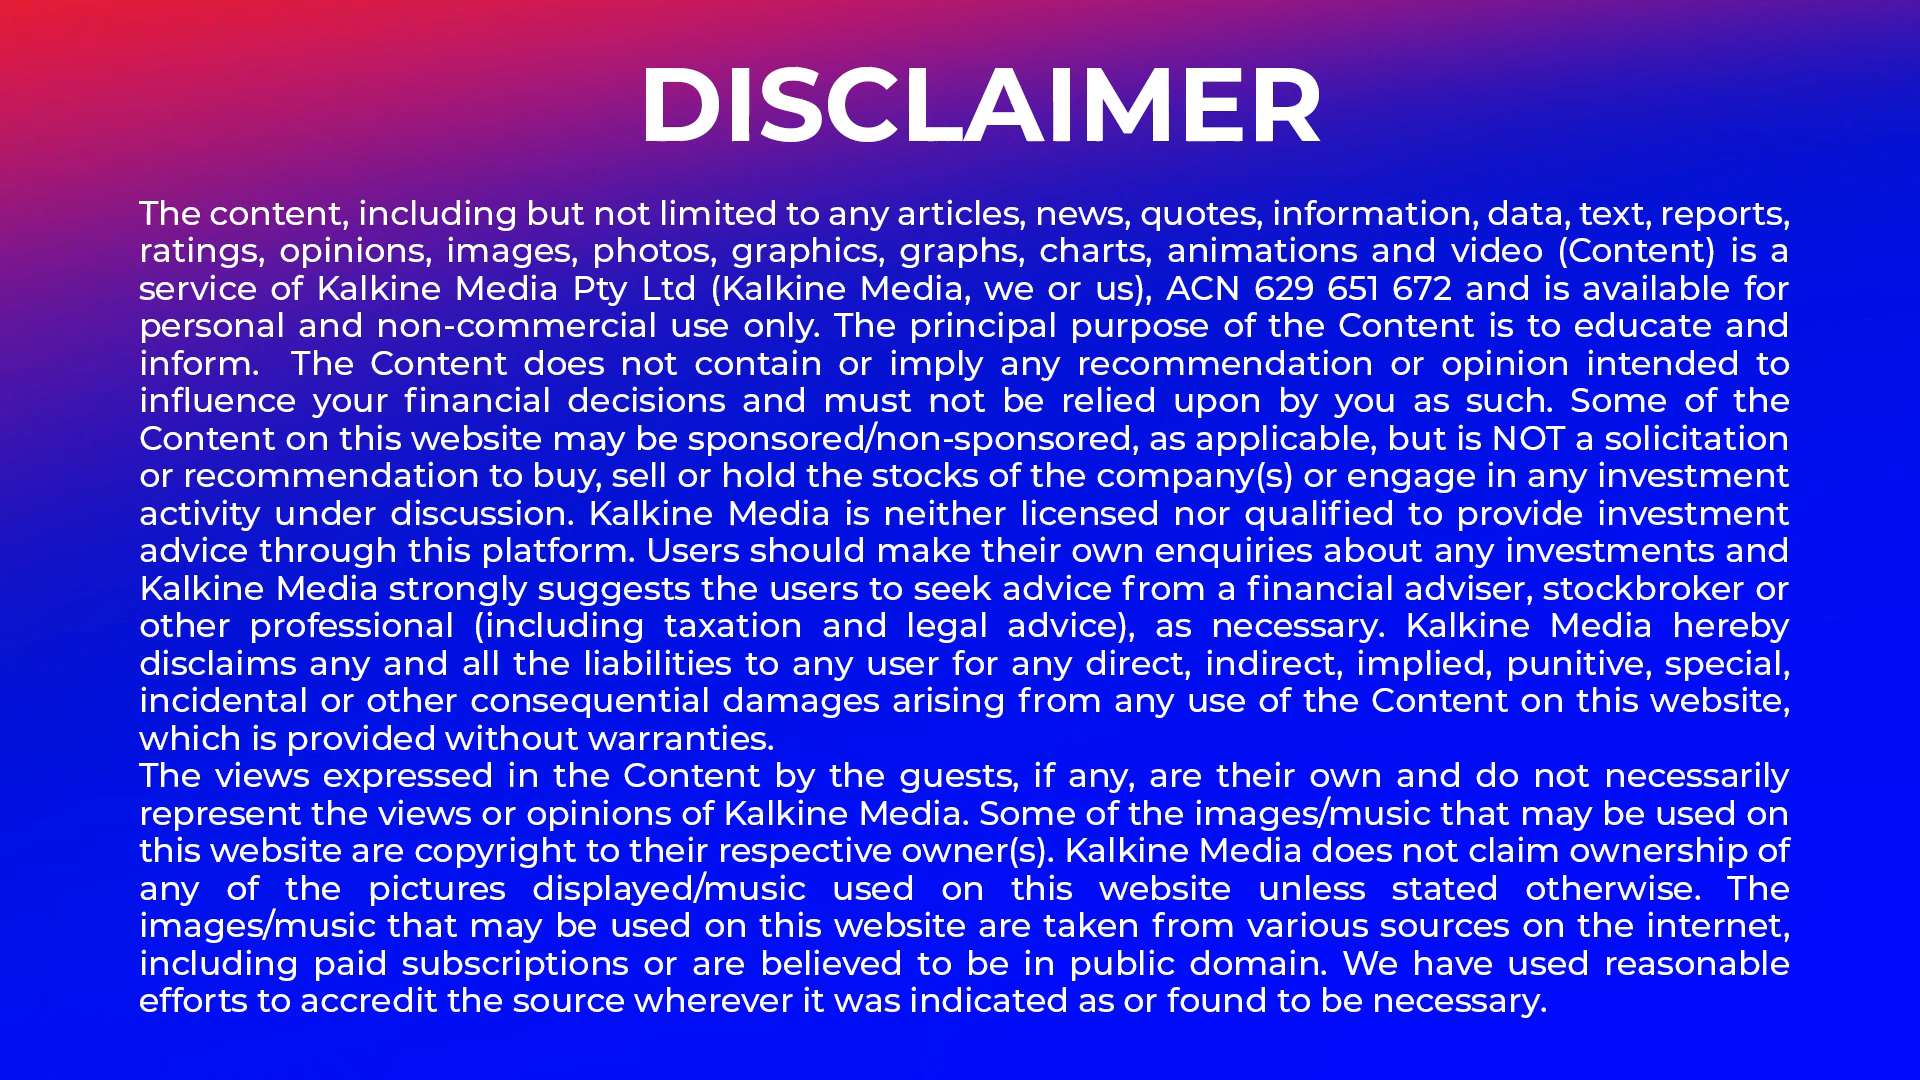 DISCLAIMER
The content, including but not limited to any articles, news, quotes, information, data, text, reports,
ratings, opinions, images, photos, graphics, graphs, charts, animations and video (Content) is a
service of Kalkine Media Pty Ltd (Kalkine Media, we or us), ACN 629 651 672 and is available for
personal and non-commercial use only. The principal purpose of the Content is to educate and
inform.  The Content does not contain or imply any recommendation or opinion intended to
influence your financial decisions and must not be relied upon by you as such. Some of the
Content on this website may be sponsored/non-sponsored, as applicable, but is NOT a solicitation
or recommendation to buy, sell or hold the stocks of the company(s) or engage in any investment
activity under discussion. Kalkine Media is neither licensed nor qualified to provide investment
advice through this platform. Users should make their own enquiries about any investments and
Kalkine Media strongly suggests the users to seek advice from a financial adviser, stockbroker or
other professional (including taxation and legal advice), as necessary. Kalkine Media hereby
disclaims any and all the liabilities to any user for any direct, indirect, implied, punitive, special,
incidental or other consequential damages arising from any use of the Content on this website,
which is provided without warranties.
The views expressed in the Content by the guests, if any, are their own and do not necessarily
represent the views or opinions of Kalkine Media. Some of the images/music that may be used on
this website are copyright to their respective owner(s). Kalkine Media does not claim ownership of
any of the pictures displayed/music used on this website unless stated otherwise. The
images/music that may be used on this website are taken from various sources on the internet,
including paid subscriptions or are believed to be in public domain. We have used reasonable
efforts to accredit the source wherever it was indicated as or found to be necessary.